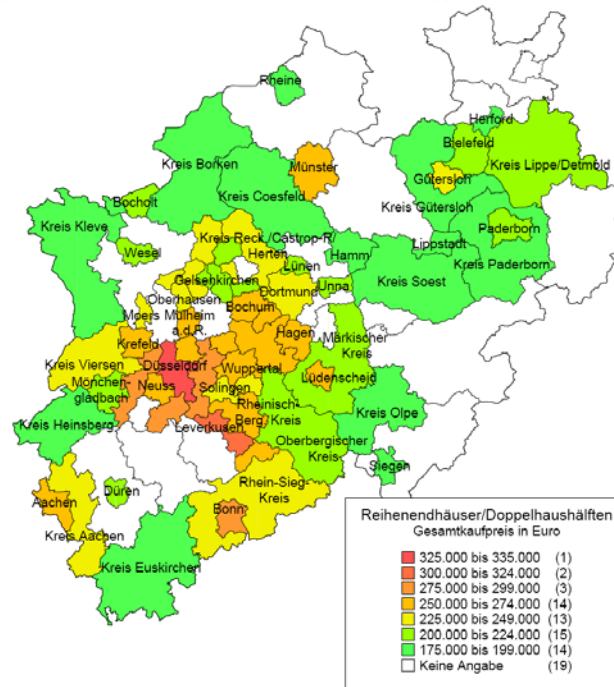 Rheine
Herford
Bielefeld
Kreis Borken
Münster
Kreis Lippe/Detmold
Gütersloh
Kreis Coesfeld
Bocholt
Kreis Gütersloh
Kreis Kleve
Paderborn
Kreis Reck./Castrop-R/
Wesel
Herten
Hamm
Lippstadt
Lünen
Kreis Paderborn
Gelsenkirchen
Kreis Soest
Unna
Oberhausen
Dortmund
Moers
Mülheim
a.d.R.
Bochum
Hagen
Krefeld
Märkischer
Kreis
Kreis Viersen
Düsseldorf
Wuppertal
Mönchen-
gladbach
Neuss
Solingen
Lüdenscheid
Rheinisch-
Berg.
Kreis
Kreis Olpe
Kreis Heinsberg
Leverkusen
Oberbergischer
Kreis
Siegen
Rhein-Sieg-
Kreis
Düren
Aachen
Bonn
Kreis Aachen
Kreis Euskirchen
Reihenendhäuser/Doppelhaushälften
Gesamtkaufpreis in Euro
325.000 bis 335.000 (1)
300.000 bis 324.000 (2)
275.000 bis 299.000 (3)
250.000 bis 274.000 (14)
225.000 bis 249.000 (13)
200.000 bis 224.000 (15)
175.000 bis 199.000 (14)
Keine Angabe (19)